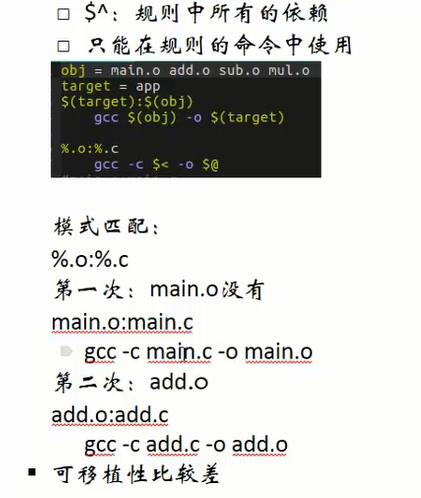 □ $^：规则中所有的依赖
□ 只能在规则的命令中使用
obj = main.o add.o sub.o mul.o
target = app
$(target):$(obj)
gcc $(obj) -o $(target)
%.o:%.c
gcc -c $< -o $@
模式匹配：
%.o:%.c
第一次：main.o没有
main.o:main.c
gcc -c main.c -o main.o
第二次：add.o
add.o:add.c
gcc -c add.c -o add.o
▪ 可移植性比较差